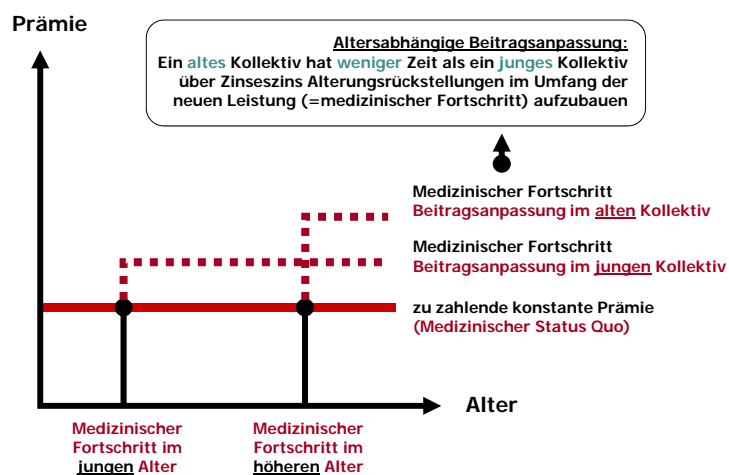 Prämie
Altersabhängige Beitragsanpassung:
Ein altes Kollektiv hat weniger Zeit als ein junges Kollektiv
über Zinseszins Alterungsrückstellungen im Umfang der
neuen Leistung (=medizinischer Fortschritt) aufzubauen
Medizinischer Fortschritt
Beitragsanpassung im alten Kollektiv
Medizinischer Fortschritt
Beitragsanpassung im jungen Kollektiv
zu zahlende konstante Prämie
(Medizinischer Status Quo)
Alter
Medizinischer
Fortschritt im
jungen Alter
Medizinischer
Fortschritt im
höheren Alter